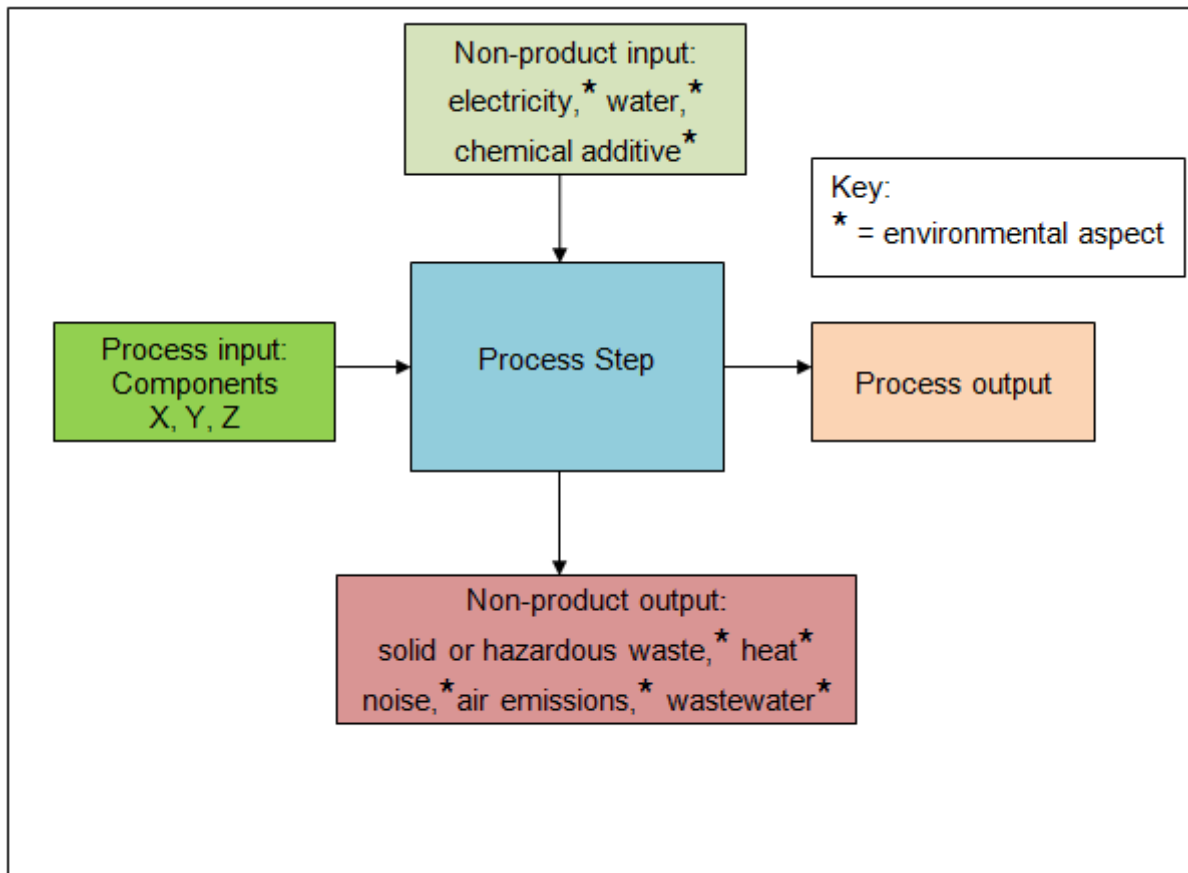 Non-product input:
electricity,* water,*
chemical additive*
Key:
* = environmental aspect
Process input:
Components
X, Y, Z
Process Step
Process output
Non-product output:
solid or hazardous waste,* heat*
noise,*air emissions,* wastewater*